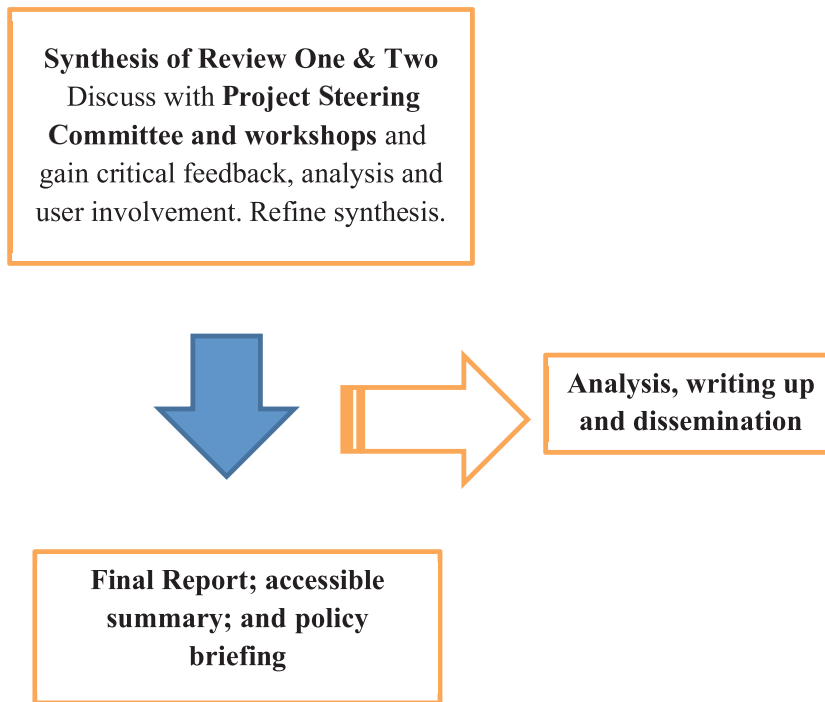 Synthesis of Review One & Two
Discuss with Project Steering
Committee and workshops and
gain critical feedback, analysis and
user involvement. Refine synthesis.
Analysis, writing up
and dissemination
Final Report; accessible
summary; and policy
briefing